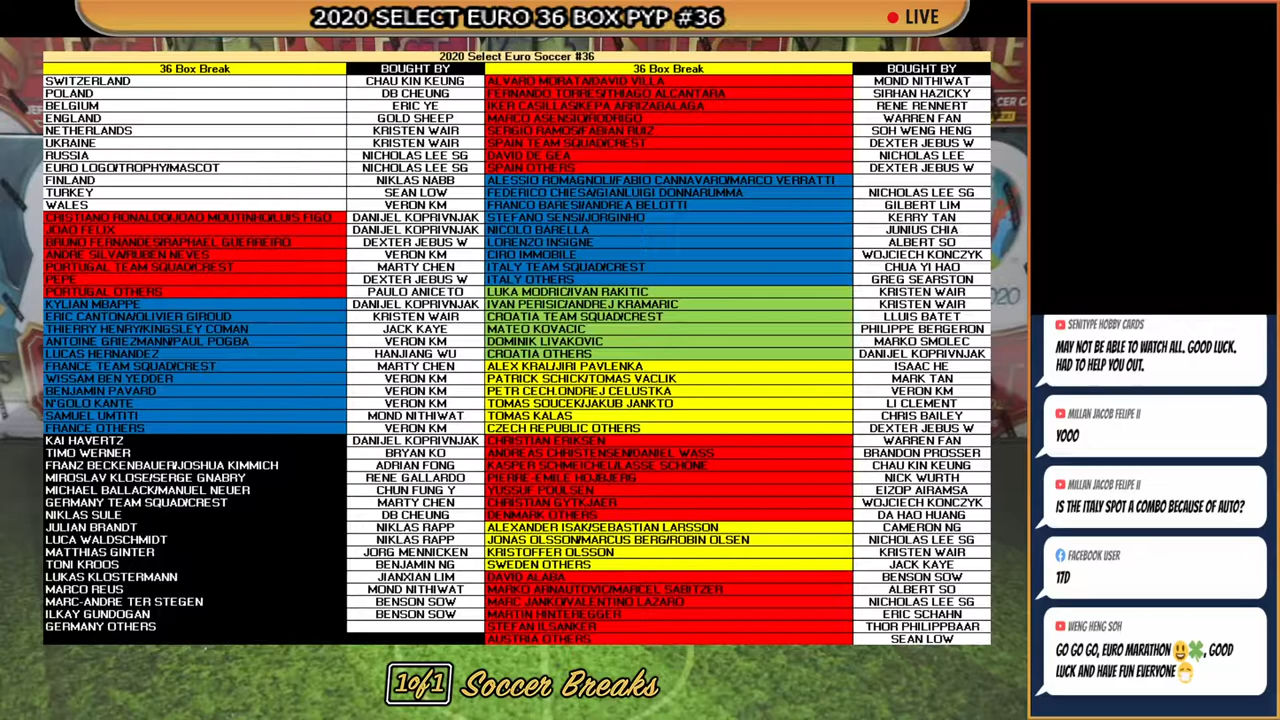 2020 SELECT EURO 36 BOX PYP #36
LIVE
2020 Select Euro Soccer #36
36 Box Break BOUGHT BY 36 Box Break BOUGHT BY
SWITZERLAND CHAU KIN KEUNG ALVARO MORATA/DAVID VILLA MOND NITHIWAT
POLAND DB CHEUNG FERNANDO TORRES/THIAGO ALCANTARA SIRHAN HAZICKY
BELGIUM ERIC YE IKER CASILLAS/KEPA ARRIZABALAGA RENE RENNERT
ENGLAND GOLD SHEEP MARCO ASENSIO/RODRIGO WARREN FAN
NETHERLANDS KRISTEN WAIR SERGIO RAMOS/FABIAN RUIZ SOH WENG HENG
UKRAINE KRISTEN WAIR SPAIN TEAM SQUAD/CREST DEXTER JEBUS W
RUSSIA NICHOLAS LEE SG DAVID DE GEA NICHOLAS LEE
EURO LOGO/TROPHY/MASCOT NICHOLAS LEE SG SPAIN OTHERS DEXTER JEBUS W
FINLAND NIKLAS NABB ALESSIO ROMAGNOLI/FABIO CANNAVARO/MARCO VERRATTI
TURKEY SEAN LOW FEDERICO CHIESA/GIANLUIGI DONNARUMMA NICHOLAS LEE SG
WALES VERON KM FRANCO BARESI/ANDREA BELOTTI GILBERT LIM
CRISTIANO RONALDO/JOAO MOUTINHO/LUIS FIGO DANIJEL KOPRIVNJAK STEFANO SENSI/JORGINHO KERRY TAN
JOAO FELIX DANIJEL KOPRIVNJAK NICOLO BARELLA JUNIUS CHIA
BRUNO FERNANDES/RAPHAEL GUERREIRO DEXTER JEBUS W LORENZO INSIGNE ALBERT SO
ANDRE SILVA/RUBEN NEVES VERON KM CIRO IMMOBILE WOJCIECH KONCZYK
PORTUGAL TEAM SQUAD/CREST MARTY CHEN ITALY TEAM SQUAD/CREST CHUA YI HAO
PEPE DEXTER JEBUS W ITALY OTHERS GREG SEARSTON
PORTUGAL OTHERS PAULO ANICETO LUKA MODRIC/IVAN RAKITIC KRISTEN WAIR
KYLIAN MBAPPE DANIJEL KOPRIVNJAK IVAN PERISIC/ANDREJ KRAMARIC KRISTEN WAIR
ERIC CANTONA/OLIVIER GIROUD KRISTEN WAIR CROATIA TEAM SQUAD/CREST LLUIS BATET
THIERRY HENRY/KINGSLEY COMAN JACK KAYE MATEO KOVACIC PHILIPPE BERGERON
ANTOINE GRIEZMANN/PAUL POGBA VERON KM DOMINIK LIVAKOVIC MARKO SMOLEC
LUCAS HERNANDEZ HANJIANG WU CROATIA OTHERS DANIJEL KOPRIVNJAK
FRANCE TEAM SQUAD/CREST MARTY CHEN ALEX KRAL/JIRI PAVLENKA ISAAC HE
WISSAM BEN YEDDER VERON KM PATRICK SCHICK/TOMAS VACLIK MARK TAN
BENJAMIN PAVARD VERON KM PETR CECH.ONDREJ CELUSTKA VERON KM
N'GOLO KANTE VERON KM TOMAS SOUCEK/JAKUB JANKTO LI CLEMENT
SAMUEL UMTITI MOND NITHIWAT TOMAS KALAS CHRIS BAILEY
FRANCE OTHERS VERON KM CZECH REPUBLIC OTHERS DEXTER JEBUS W
KAI HAVERTZ DANIJEL KOPRIVNJAK CHRISTIAN ERIKSEN WARREN FAN
TIMO WERNER BRYAN KO ANDREAS CHRISTENSEN/DANIEL WASS BRANDON PROSSER
FRANZ BECKENBAUER/JOSHUA KIMMICH ADRIAN FONG KASPER SCHMEICHEL/LASSE SCHONE CHAU KIN KEUNG
MIROSLAV KLOSE/SERGE GNABRY RENE GALLARDO PIERRE-EMILE HOJBJERG NICK WURTH
MICHAEL BALLACK/MANUEL NEUER CHUN FUNG Y YUSSUF POULSEN EIZOP AIRAMSA
GERMANY TEAM SQUAD/CREST MARTY CHEN CHRISTIAN GYTKJAER WOJCIECH KONCZYK
NIKLAS SULE DB CHEUNG DENMARK OTHERS DA HAO HUANG
JULIAN BRANDT NIKLAS RAPP ALEXANDER ISAK/SEBASTIAN LARSSON CAMERON NG
LUCA WALDSCHMIDT NIKLAS RAPP JONAS OLSSON/MARCUS BERG/ROBIN OLSEN NICHOLAS LEE SG
MATTHIAS GINTER JORG MENNICKEN KRISTOFFER OLSSON KRISTEN WAIR
TONI KROOS BENJAMIN NG SWEDEN OTHERS JACK KAYE
LUKAS KLOSTERMANN JIANXIAN LIM DAVID ALABA BENSON SOW
MARCO REUS MOND NITHIWAT MARKO ARNAUTOVIC/MARCEL SABITZER ALBERT SO
MARC-ANDRE TER STEGEN BENSON SOW MARC JANKO/VALENTINO LAZARO NICHOLAS LEE SG
ILKAY GUNDOGAN BENSON SOW MARTIN HINTEREGGER ERIC SCHAHN
GERMANY OTHERS STEFAN ILSANKER THOR PHILIPPBAAR
AUSTRIA OTHERS SEAN LOW
1of1 Soccer Breaks
SENITYPE HOBBY CARDS
MAY NOT BE ABLE TO WATCH ALL. GOOD LUCK.
HAD TO HELP YOU OUT.
MILLAN JACOB FELIPE II
YOOO
MILLAN JACOB FELIPE II
IS THE ITALY SPOT A COMBO BECAUSE OF AUTO?
FACEBOOK USER
17D
WENG HENG SOH
GO GO GO, EURO MARATHON 😃🍀, GOOD
LUCK AND HAVE FUN EVERYONE 😁